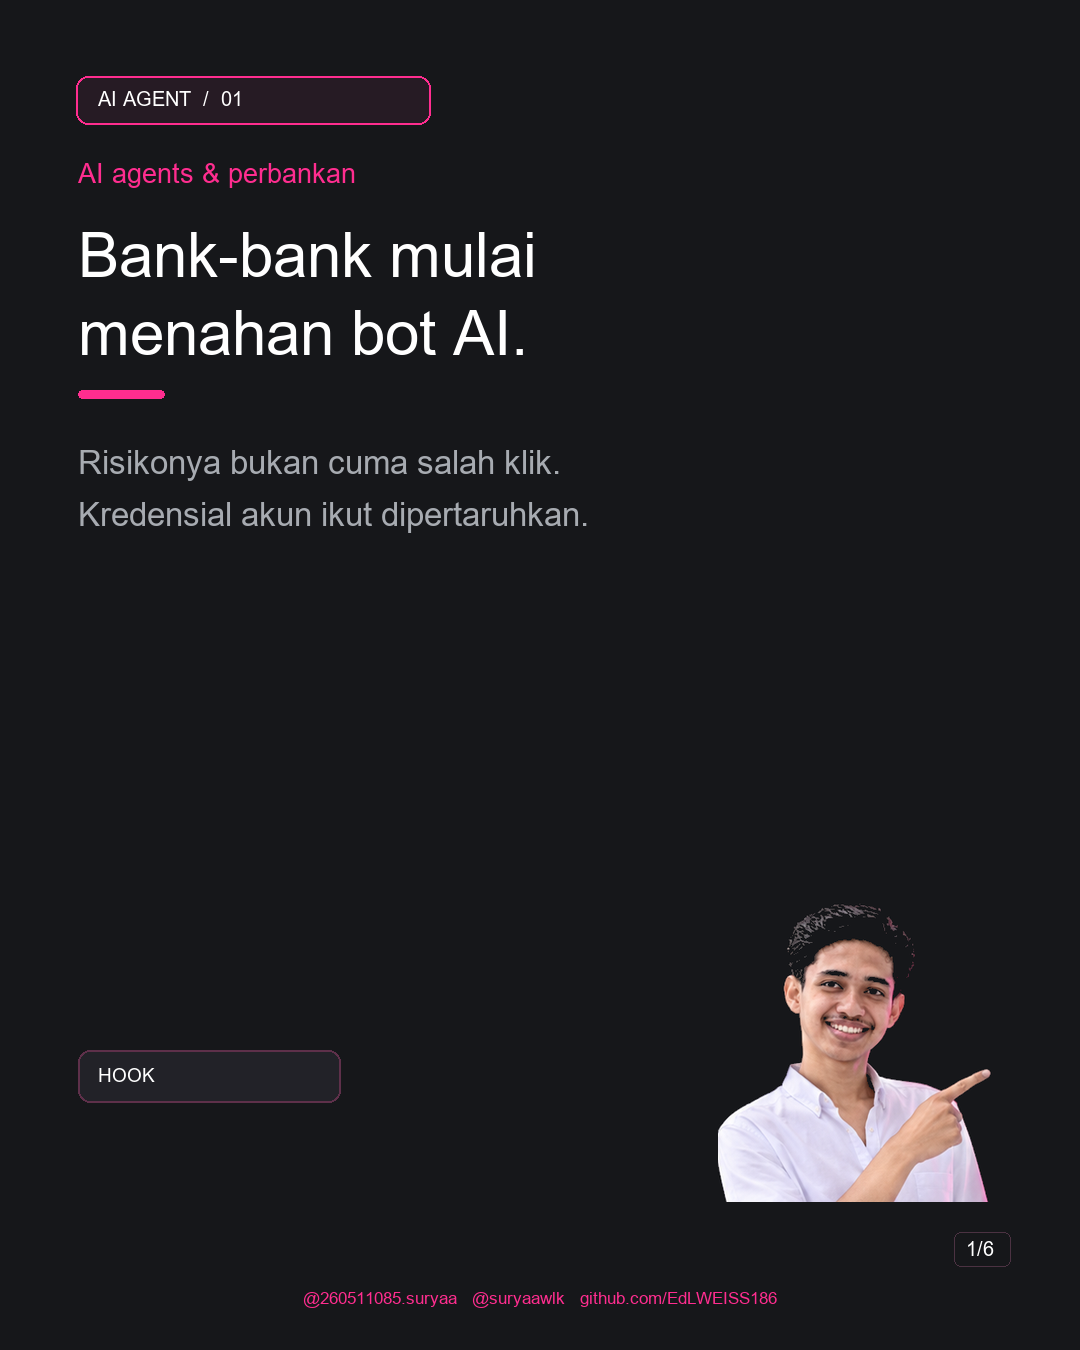 AI AGENT / 01
AI agents & perbankan
Bank-bank mulai
menahan bot AI.
Risikonya bukan cuma salah klik.
Kredensial akun ikut dipertaruhkan.
HOOK
1/6
@260511085.suryaa @suryaawlk github.com/EdLWEISS186